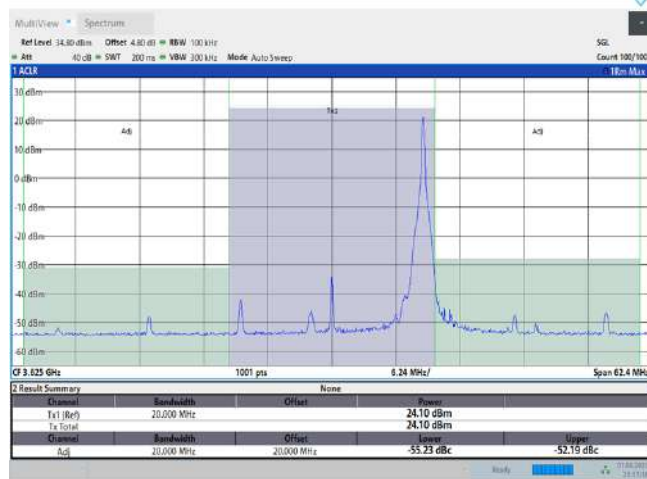 MultiView Spectrum
Ref Level 34.80 dBm Offset 4.80 dB RBW 100 kHz SGL
Att 40 dB SWT 200 ms VBW 300 kHz Mode Auto Sweep Count 100/100
1 ACLR 1Rm Max
30 dBm
Tx1
20 dBm
Adj Adj
10 dBm
0 dBm
-10 dBm
-20 dBm
-30 dBm
-40 dBm
-50 dBm
-60 dBm
CF 3.625 GHz 1001 pts 6.24 MHz/ Span 62.4 MHz
2 Result Summary None
Channel Bandwidth Offset Power
Tx1 (Ref) 20.000 MHz 24.10 dBm
Tx Total 24.10 dBm
Channel Bandwidth Offset Lower Upper
Adj 20.000 MHz 20.000 MHz -55.23 dBc -52.19 dBc
Ready